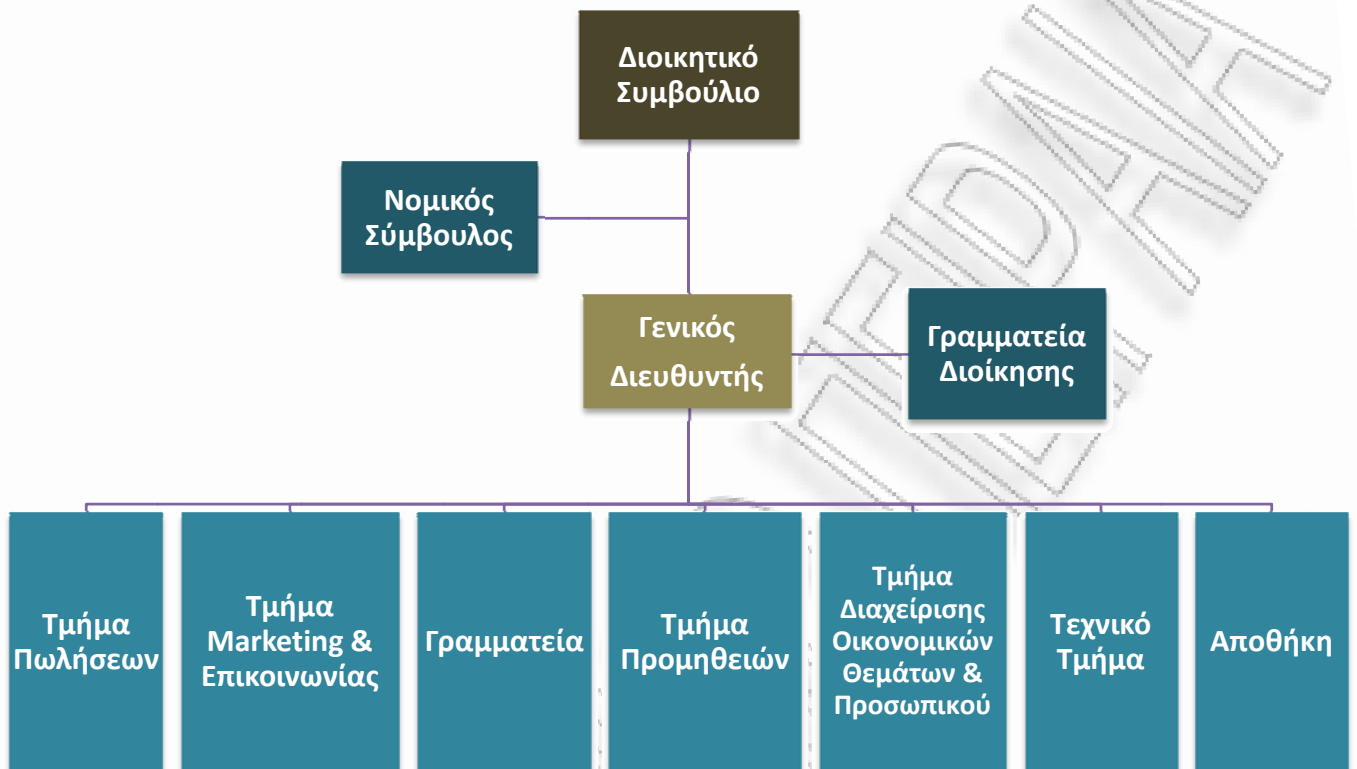 Διοικητικό
Συμβούλιο
Νομικός
Σύμβουλος
Γενικός
Διευθυντής
Γραμματεία
Διοίκησης
Τμήμα
Πωλήσεων
Τμήμα
Marketing &
Επικοινωνίας
Γραμματεία
Τμήμα
Προμηθειών
Τμήμα
Διαχείρισης
Οικονομικών
Θεμάτων &
Προσωπικού
Τεχνικό
Τμήμα
Αποθήκη